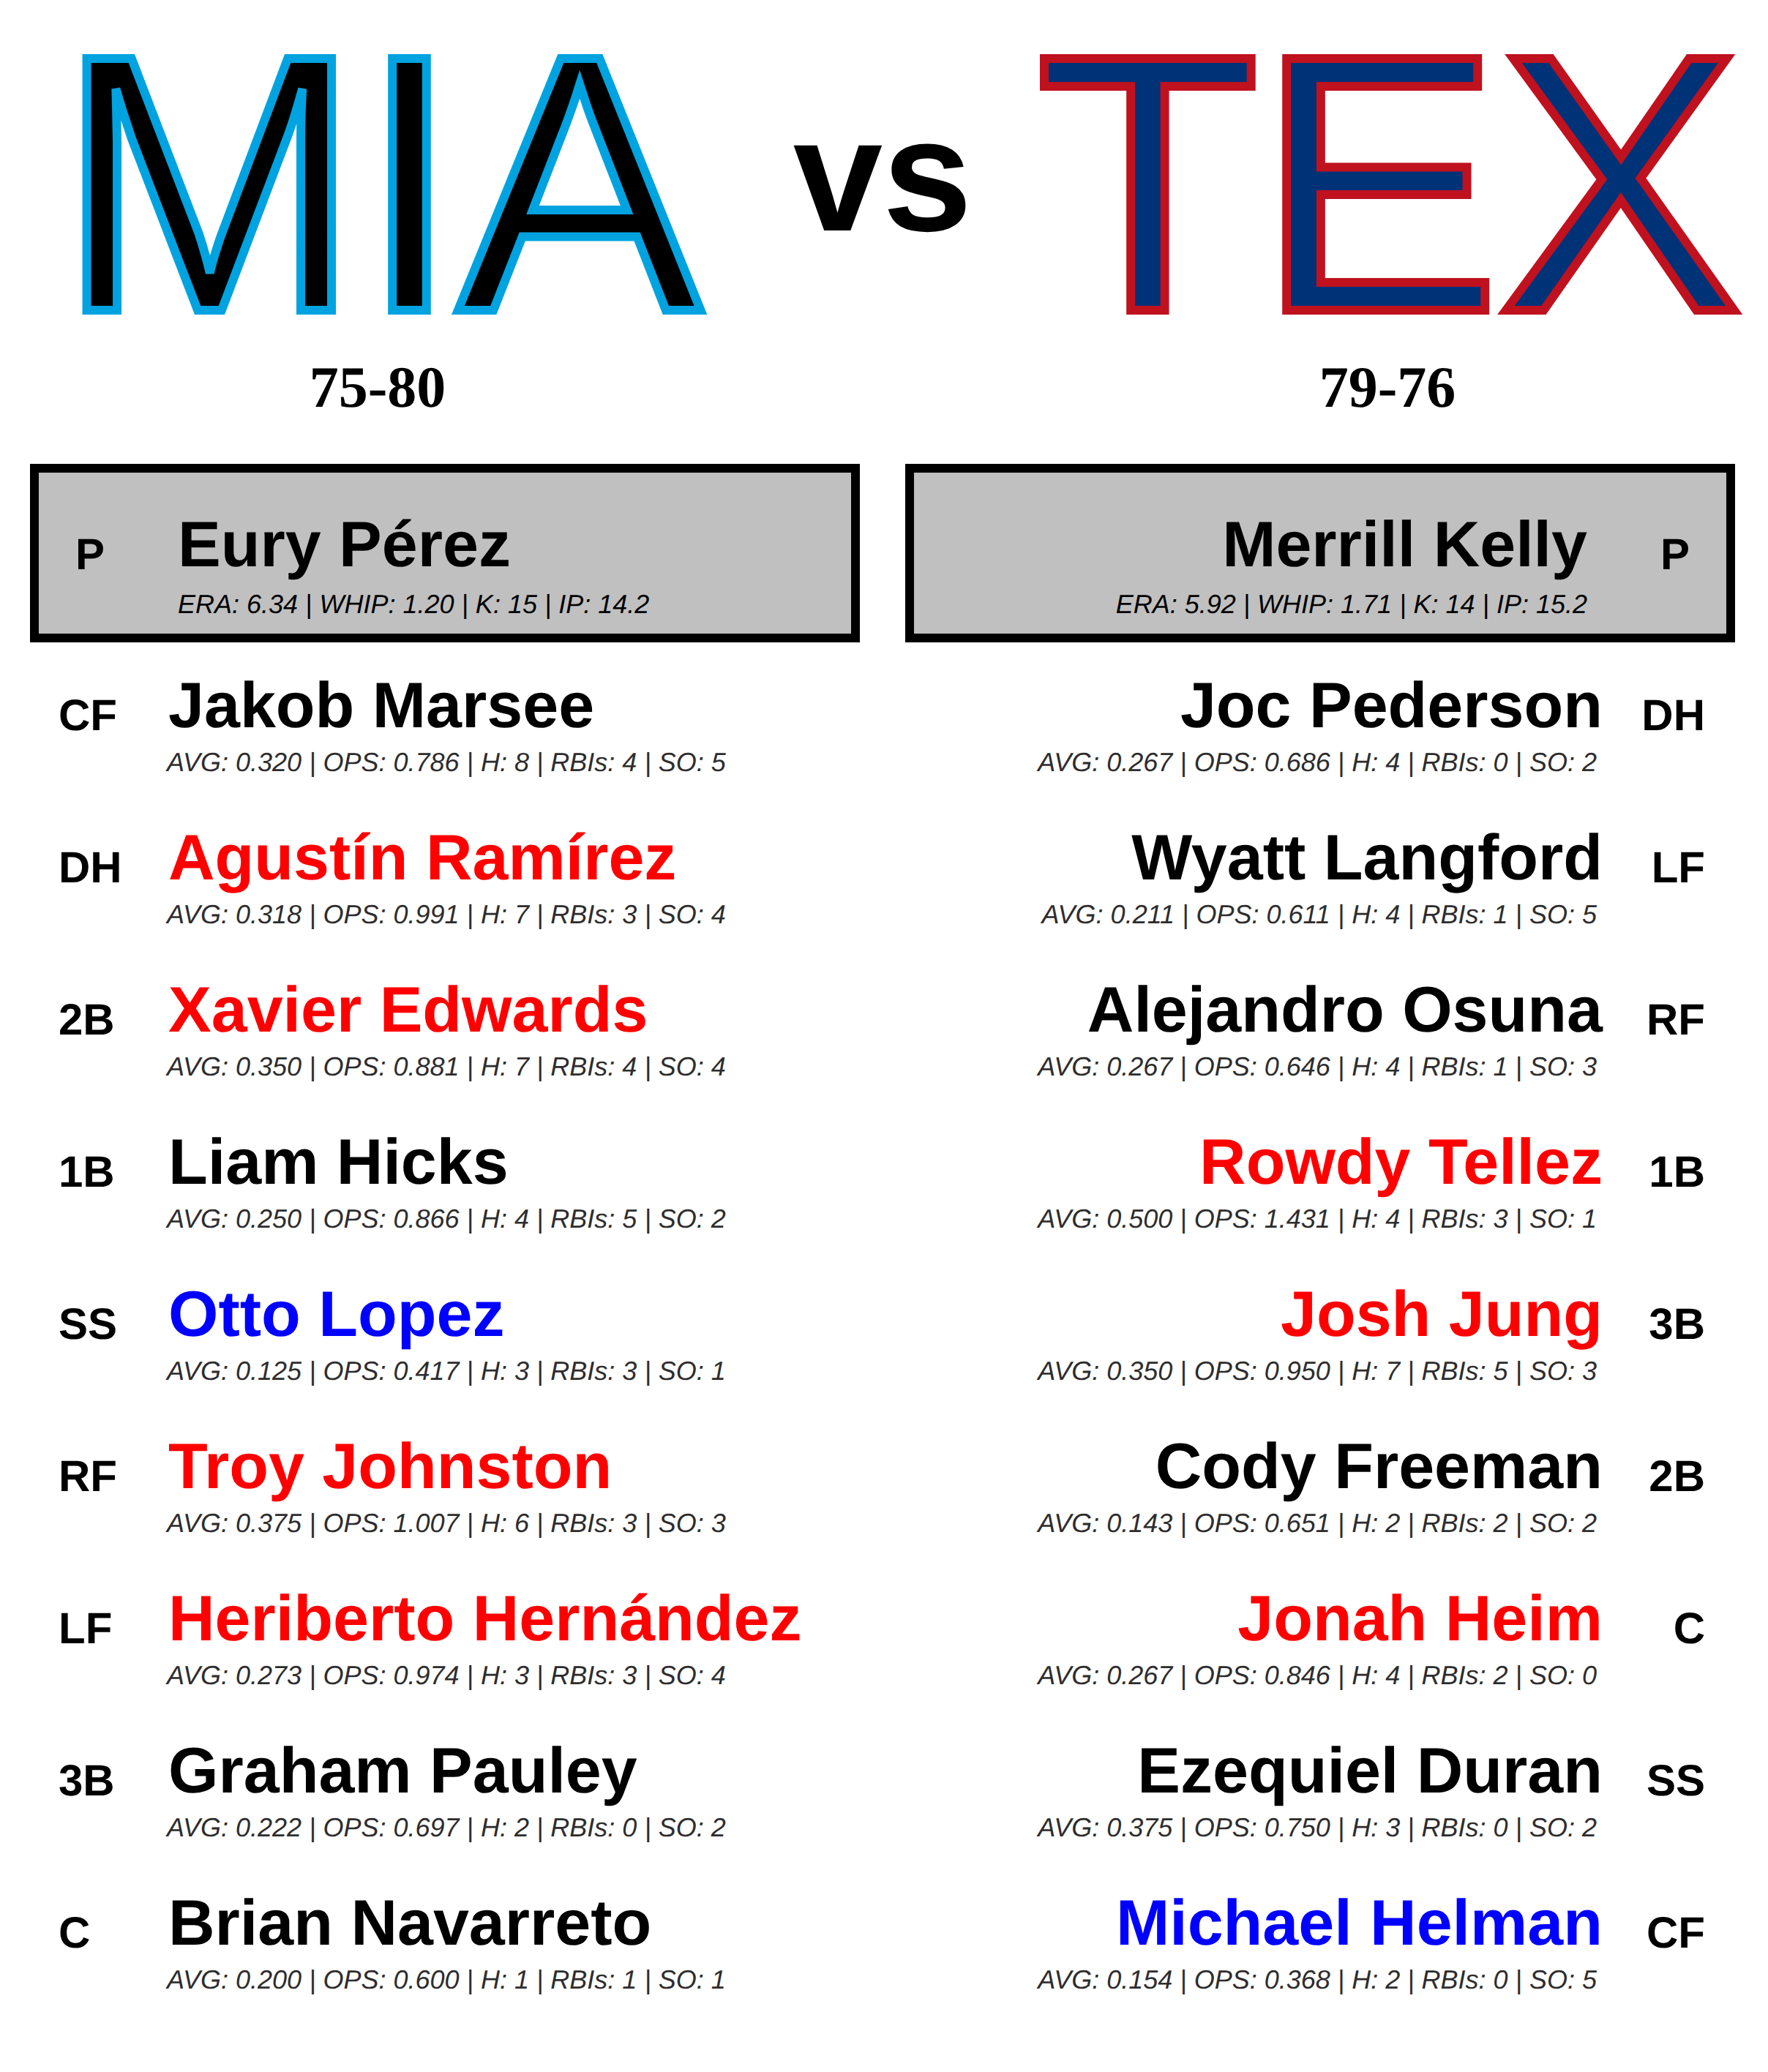 MIA vs TEX
75-80
79-76
P Eury Pérez
ERA: 6.34 | WHIP: 1.20 | K: 15 | IP: 14.2
Merrill Kelly P
ERA: 5.92 | WHIP: 1.71 | K: 14 | IP: 15.2
CF Jakob Marsee
AVG: 0.320 | OPS: 0.786 | H: 8 | RBIs: 4 | SO: 5
DH Agustín Ramírez
AVG: 0.318 | OPS: 0.991 | H: 7 | RBIs: 3 | SO: 4
2B Xavier Edwards
AVG: 0.350 | OPS: 0.881 | H: 7 | RBIs: 4 | SO: 4
1B Liam Hicks
AVG: 0.250 | OPS: 0.866 | H: 4 | RBIs: 5 | SO: 2
SS Otto Lopez
AVG: 0.125 | OPS: 0.417 | H: 3 | RBIs: 3 | SO: 1
RF Troy Johnston
AVG: 0.375 | OPS: 1.007 | H: 6 | RBIs: 3 | SO: 3
LF Heriberto Hernández
AVG: 0.273 | OPS: 0.974 | H: 3 | RBIs: 3 | SO: 4
3B Graham Pauley
AVG: 0.222 | OPS: 0.697 | H: 2 | RBIs: 0 | SO: 2
C Brian Navarreto
AVG: 0.200 | OPS: 0.600 | H: 1 | RBIs: 1 | SO: 1
Joc Pederson DH
AVG: 0.267 | OPS: 0.686 | H: 4 | RBIs: 0 | SO: 2
Wyatt Langford LF
AVG: 0.211 | OPS: 0.611 | H: 4 | RBIs: 1 | SO: 5
Alejandro Osuna RF
AVG: 0.267 | OPS: 0.646 | H: 4 | RBIs: 1 | SO: 3
Rowdy Tellez 1B
AVG: 0.500 | OPS: 1.431 | H: 4 | RBIs: 3 | SO: 1
Josh Jung 3B
AVG: 0.350 | OPS: 0.950 | H: 7 | RBIs: 5 | SO: 3
Cody Freeman 2B
AVG: 0.143 | OPS: 0.651 | H: 2 | RBIs: 2 | SO: 2
Jonah Heim C
AVG: 0.267 | OPS: 0.846 | H: 4 | RBIs: 2 | SO: 0
Ezequiel Duran SS
AVG: 0.375 | OPS: 0.750 | H: 3 | RBIs: 0 | SO: 2
Michael Helman CF
AVG: 0.154 | OPS: 0.368 | H: 2 | RBIs: 0 | SO: 5